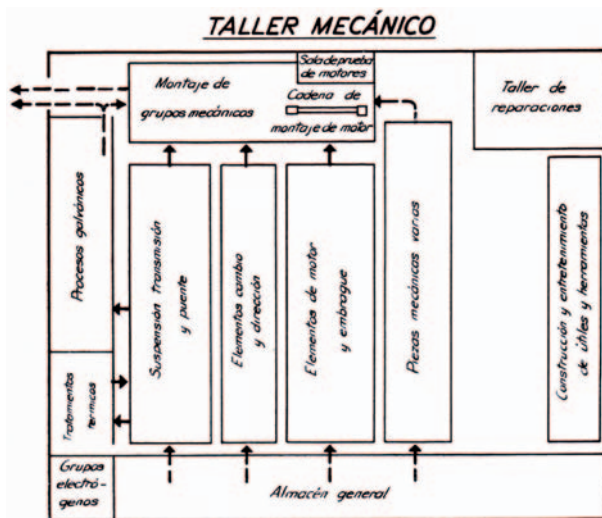 TALLER MECÁNICO
Sala de prueba
de motores
Montaje de
grupos mecánicos
Cadena de
montaje de motor
Taller de
reparaciones
Procesos galvánicos
Suspensión transmisión
y puente
Elementos cambio
y dirección
Elementos de motor
y embrague
Piezas mecánicas varias
Construcción y entretenimiento
de útiles y herramientas
Tratamientos
térmicos
Grupos
electró-
genos
Almacén general